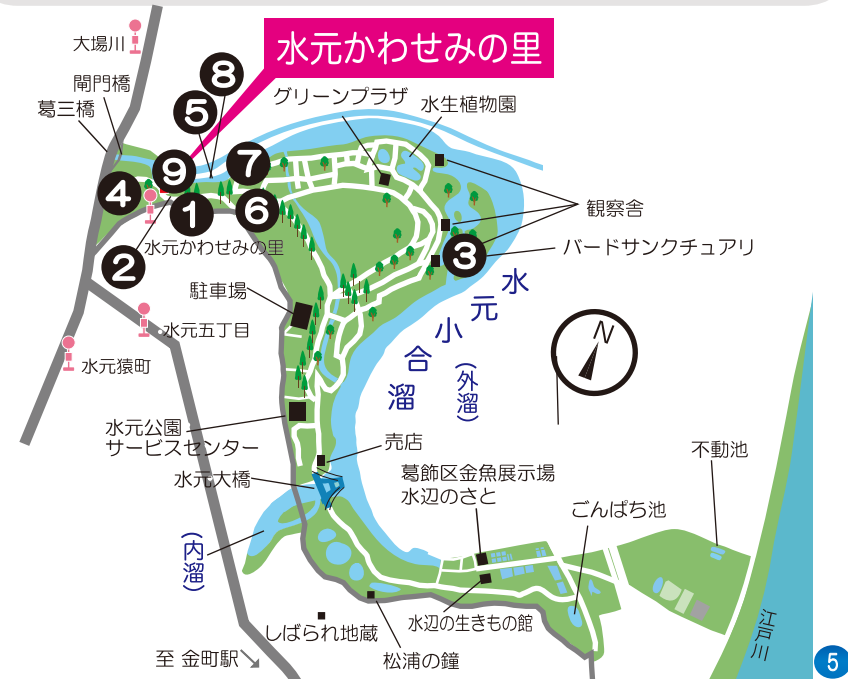 水元かわせみの里
大場川
閘門橋
葛三橋
8
5
9
7
4
1
6
2
3
グリーンプラザ
水生植物園
観察舎
バードサンクチュアリ
水元かわせみの里
駐車場
水元五丁目
水元猿町
水元小合溜
(外溜)
N
水元公園
サービスセンター
売店
水元大橋
葛飾区金魚展示場
水辺のさと
不動池
ごんぱち池
(内溜)
水辺の生きもの館
しばられ地蔵
松浦の鐘
至 金町駅
江戸川
5